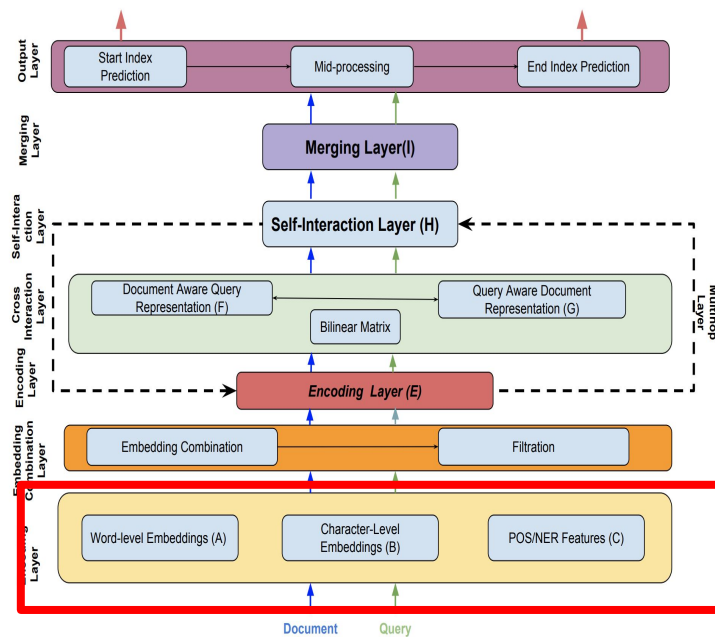 Output
Layer
Start Index
Prediction
Mid-processing
End Index Prediction
Merging
Layer
Merging Layer(I)
Self-Intera
ction
Layer
Self-Interaction Layer (H)
Cross
Interaction
Layer
Document Aware Query
Representation (F)
Query Aware Document
Representation (G)
Bilinear Matrix
Multihop
Layer
Encoding
Layer
Encoding Layer (E)
Embedding
Combination
Layer
Embedding Combination
Filtration
Layer
Word-level Embeddings (A)
Character-Level
Embeddings (B)
POS/NER Features (C)
Document
Query